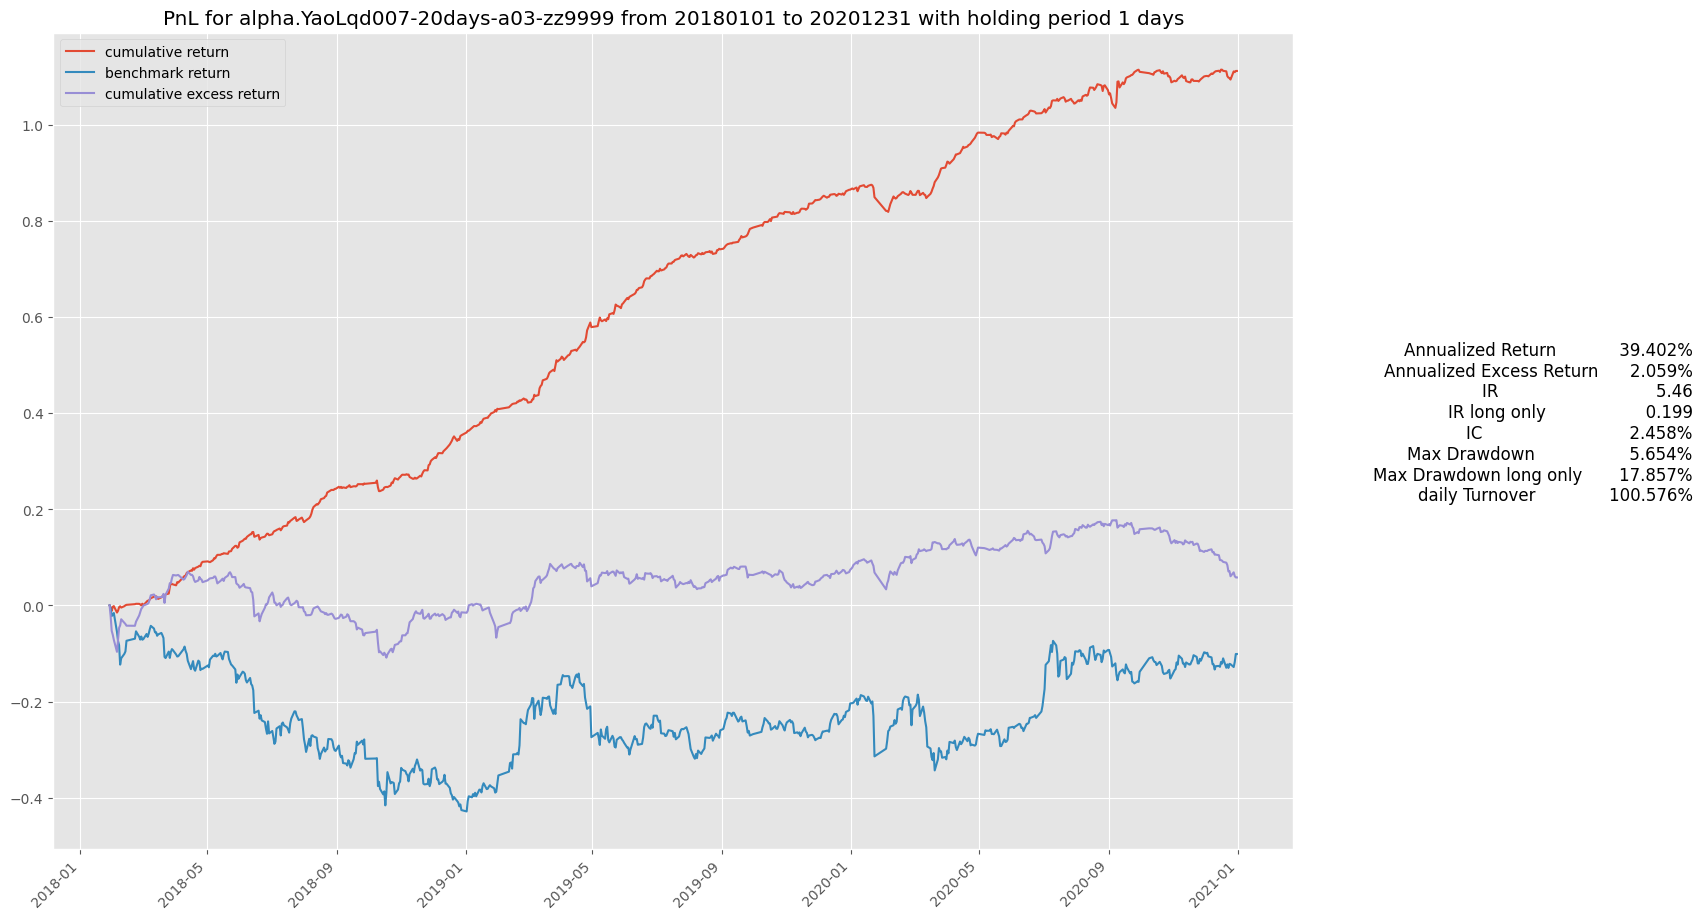 PnL for alpha.YaoLqd007-20days-a03-zz9999 from 20180101 to 20201231 with holding period 1 days
cumulative return
benchmark return
cumulative excess return
1.0
0.8
0.6
0.4
0.2
0.0
−0.2
−0.4
2018-01
2018-05
2018-09
2019-01
2019-05
2019-09
2020-01
2020-05
2020-09
2021-01
Annualized Return 39.402%
Annualized Excess Return 2.059%
IR 5.46
IR long only 0.199
IC 2.458%
Max Drawdown 5.654%
Max Drawdown long only 17.857%
daily Turnover 100.576%